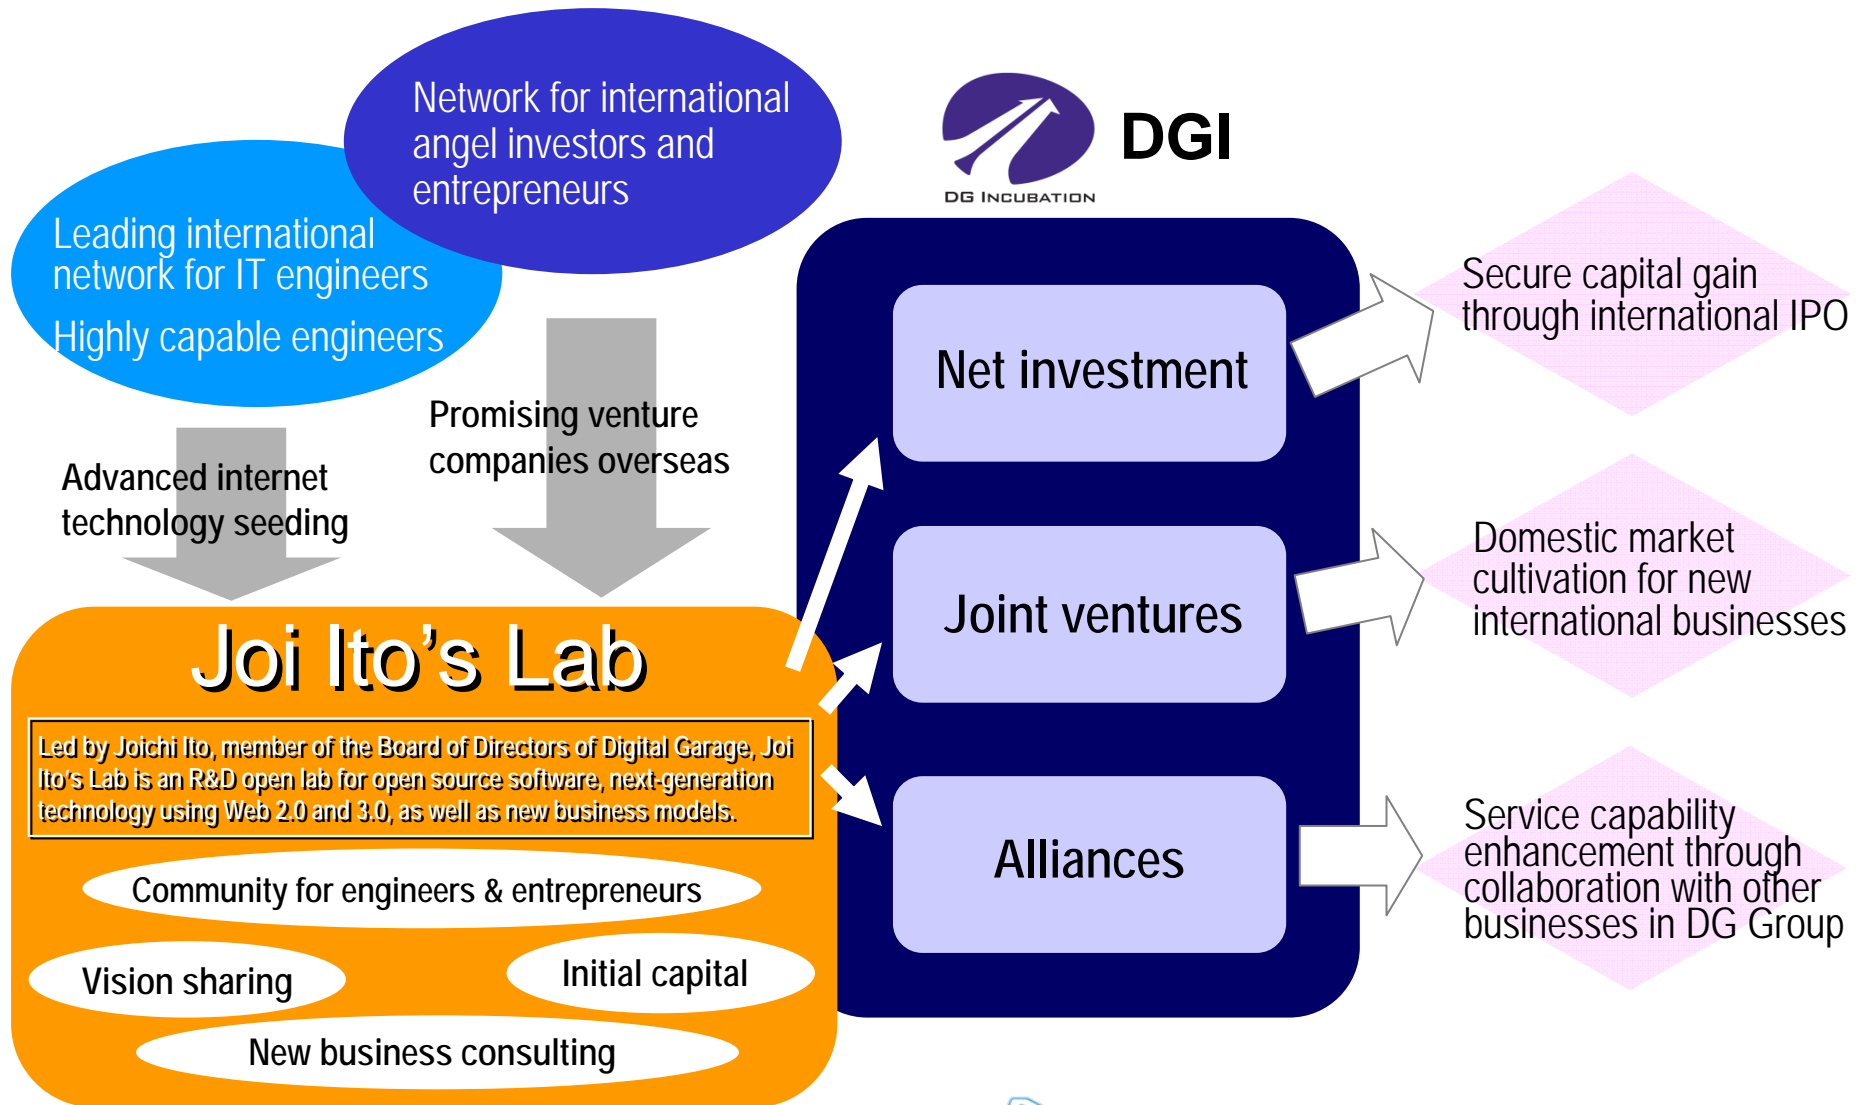 Network for international
angel investors and
entrepreneurs
Leading international
network for IT engineers
Highly capable engineers
DG INCUBATION
DGI
Promising venture
companies overseas
Advanced internet
technology seeding
Joi Ito’s Lab
Led by Joichi Ito, member of the Board of Directors of Digital Garage, Joi
Ito’s Lab is an R&D open lab for open source software, next-generation
technology using Web 2.0 and 3.0, as well as new business models.
Community for engineers & entrepreneurs
Vision sharing
Initial capital
New business consulting
Net investment
Joint ventures
Alliances
Secure capital gain
through international IPO
Domestic market
cultivation for new
international businesses
Service capability
enhancement through
collaboration with other
businesses in DG Group